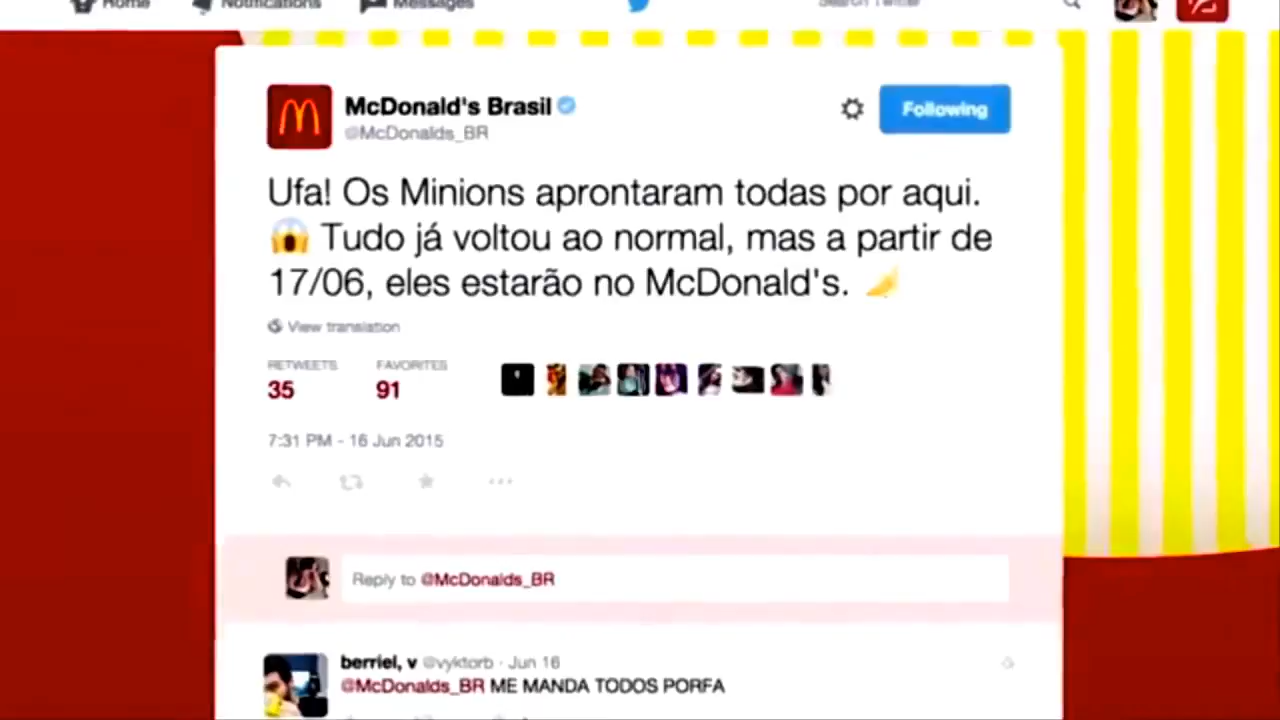 Home Notifications Messages Search Twitter
McDonald's Brasil
@McDonalds_BR
Following
Ufa! Os Minions aprontaram todas por aqui.
😱 Tudo já voltou ao normal, mas a partir de
17/06, eles estarão no McDonald's. 🍌
View translation
RETWEETS FAVORITES
35 91
7:31 PM - 16 Jun 2015
Reply to @McDonalds_BR
berriel, v @vyktorb · Jun 16
@McDonalds_BR ME MANDA TODOS PORFA